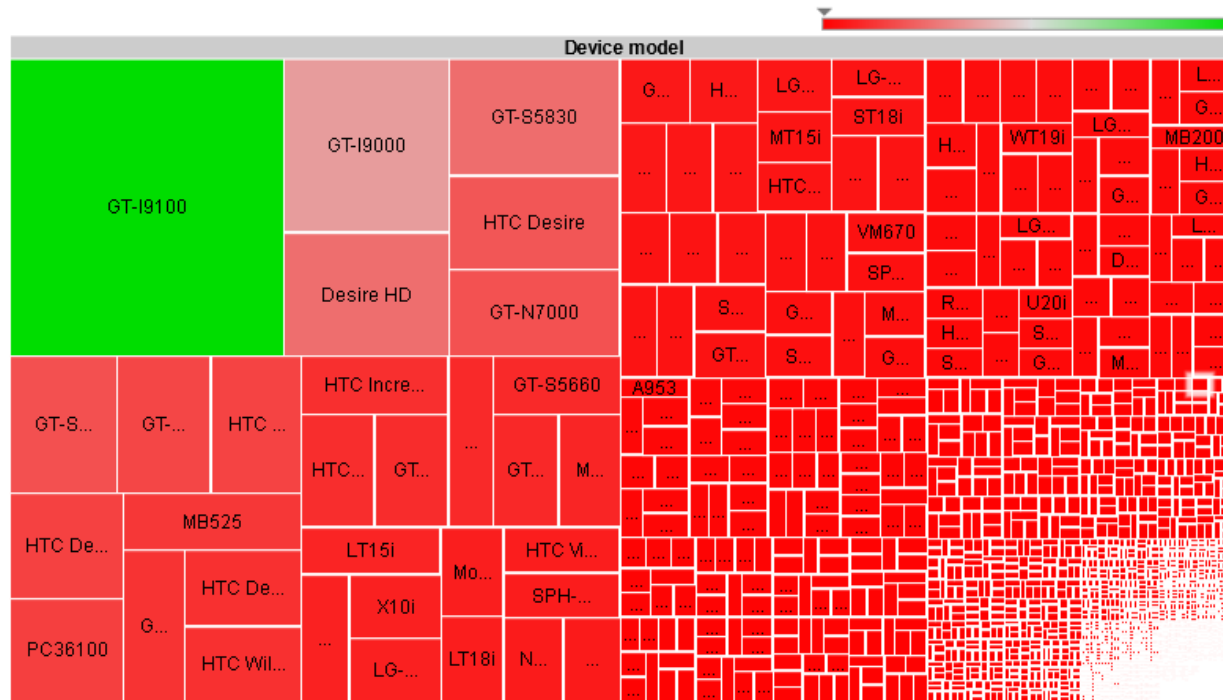 Device model
GT-I9100
GT-I9000
GT-S5830
Desire HD
HTC Desire
GT-N7000
GT-S...
GT-...
HTC ...
HTC De...
PC36100
MB525
G...
HTC De...
HTC Wil...
HTC Incre...
HTC...
GT...
...
GT-S5660
GT...
M...
LT15i
...
X10i
LG-...
Mo...
LT18i
HTC Vi...
SPH-...
N...
...
G...
H...
LG...
MT15i
HTC...
LG-...
ST18i
...
...
...
...
...
...
...
...
...
...
VM670
SP...
...
...
S...
GT...
G...
S...
...
M...
G...
...
...
...
...
...
...
...
L...
G...
H...
...
WT19i
LG...
MB200
...
G...
H...
G...
...
LG...
...
D...
L...
R...
H...
S...
...
U20i
S...
G...
...
M...
A953